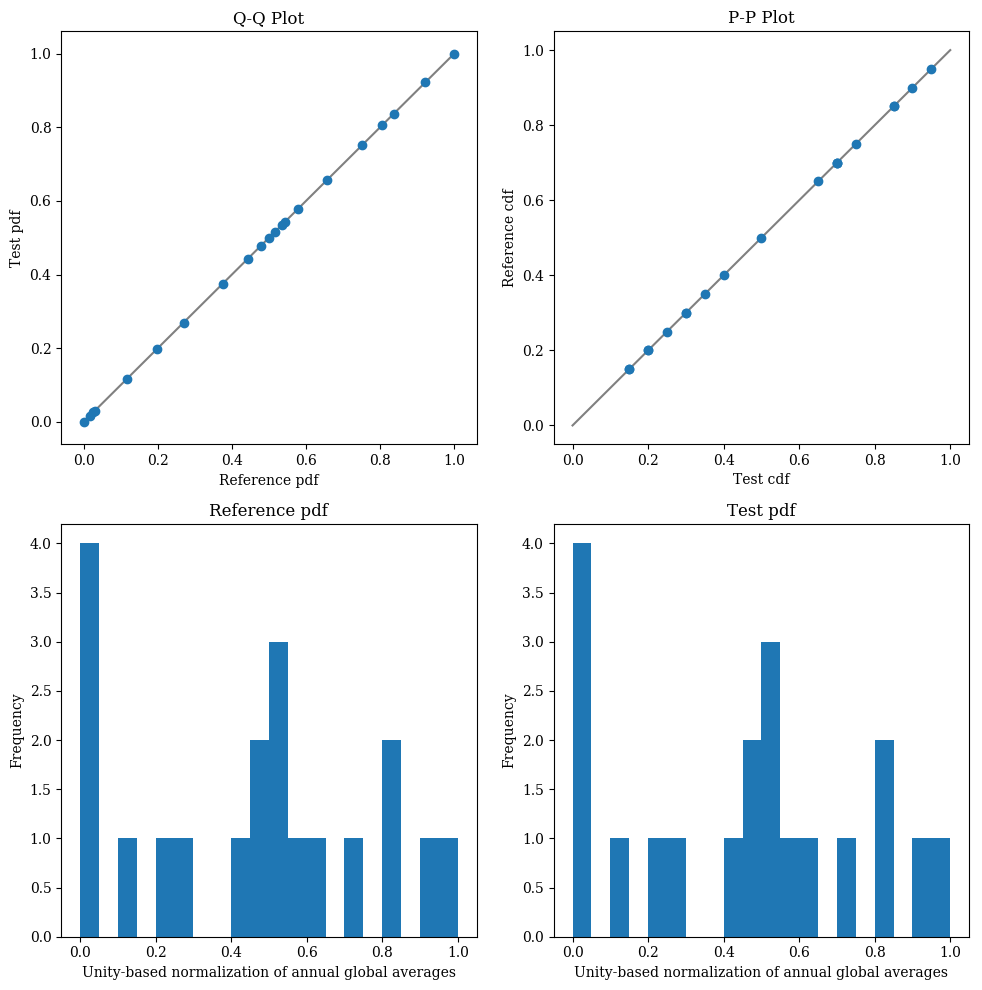 Q-Q Plot
1.0
0.8
0.6
0.4
0.2
0.0
Test pdf
0.0 0.2 0.4 0.6 0.8 1.0
Reference pdf
P-P Plot
1.0
0.8
0.6
0.4
0.2
0.0
Reference cdf
0.0 0.2 0.4 0.6 0.8 1.0
Test cdf
Reference pdf
4.0
3.5
3.0
2.5
2.0
1.5
1.0
0.5
0.0
Frequency
0.0 0.2 0.4 0.6 0.8 1.0
Unity-based normalization of annual global averages
Test pdf
4.0
3.5
3.0
2.5
2.0
1.5
1.0
0.5
0.0
Frequency
0.0 0.2 0.4 0.6 0.8 1.0
Unity-based normalization of annual global averages